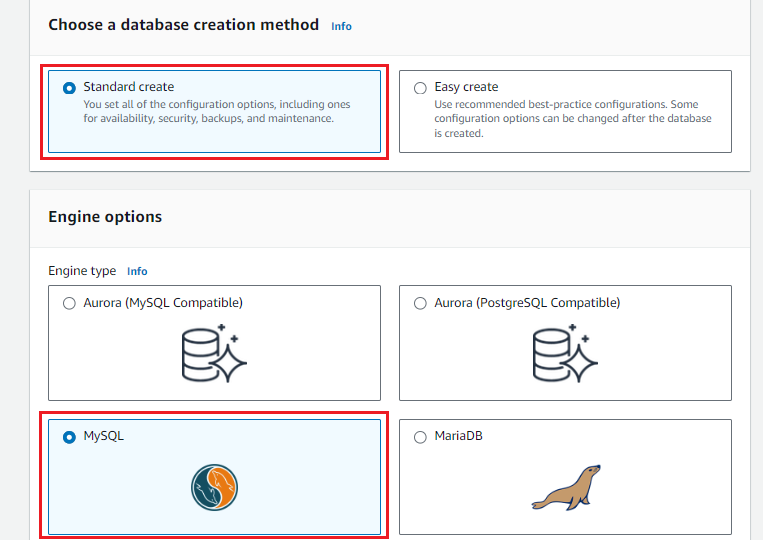 Choose a database creation method Info
Standard create
You set all of the configuration options, including ones
for availability, security, backups, and maintenance.
Easy create
Use recommended best-practice configurations. Some
configuration options can be changed after the database
is created.
Engine options
Engine type Info
Aurora (MySQL Compatible)
Aurora (PostgreSQL Compatible)
MySQL
MariaDB